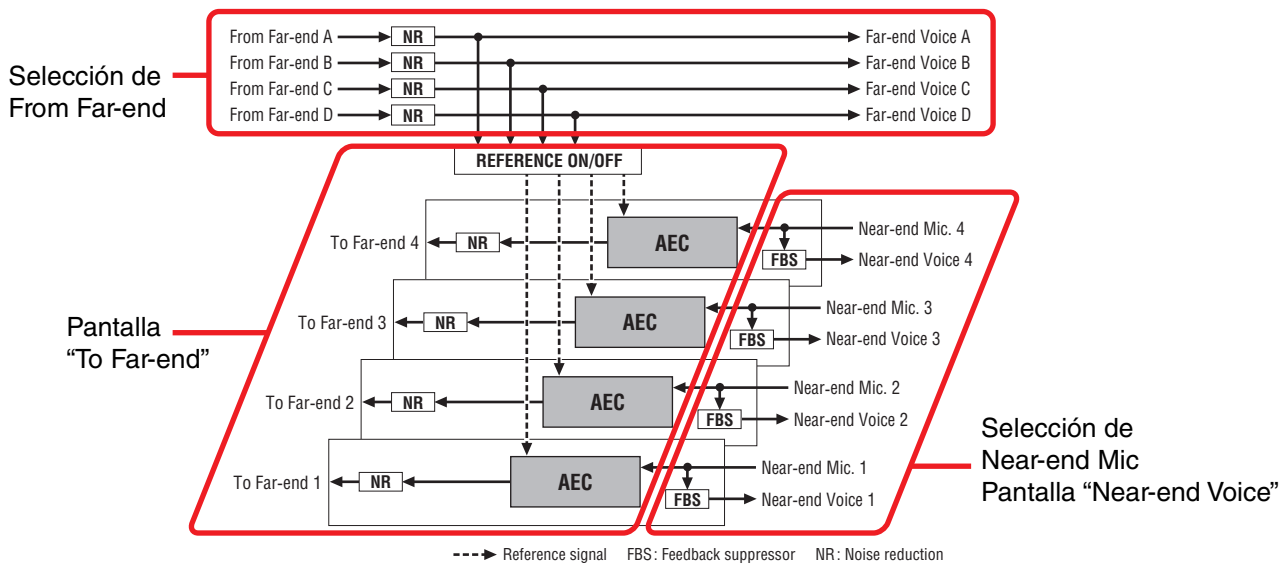 Selección de
From Far-end
From Far-end A NR Far-end Voice A
From Far-end B NR Far-end Voice B
From Far-end C NR Far-end Voice C
From Far-end D NR Far-end Voice D
REFERENCE ON/OFF
Pantalla
“To Far-end”
To Far-end 4 NR AEC Near-end Mic. 4
FBS Near-end Voice 4
To Far-end 3 NR AEC Near-end Mic. 3
FBS Near-end Voice 3
To Far-end 2 NR AEC Near-end Mic. 2
FBS Near-end Voice 2
To Far-end 1 NR AEC Near-end Mic. 1
FBS Near-end Voice 1
Selección de
Near-end Mic
Pantalla “Near-end Voice”
Reference signal FBS: Feedback suppressor NR: Noise reduction